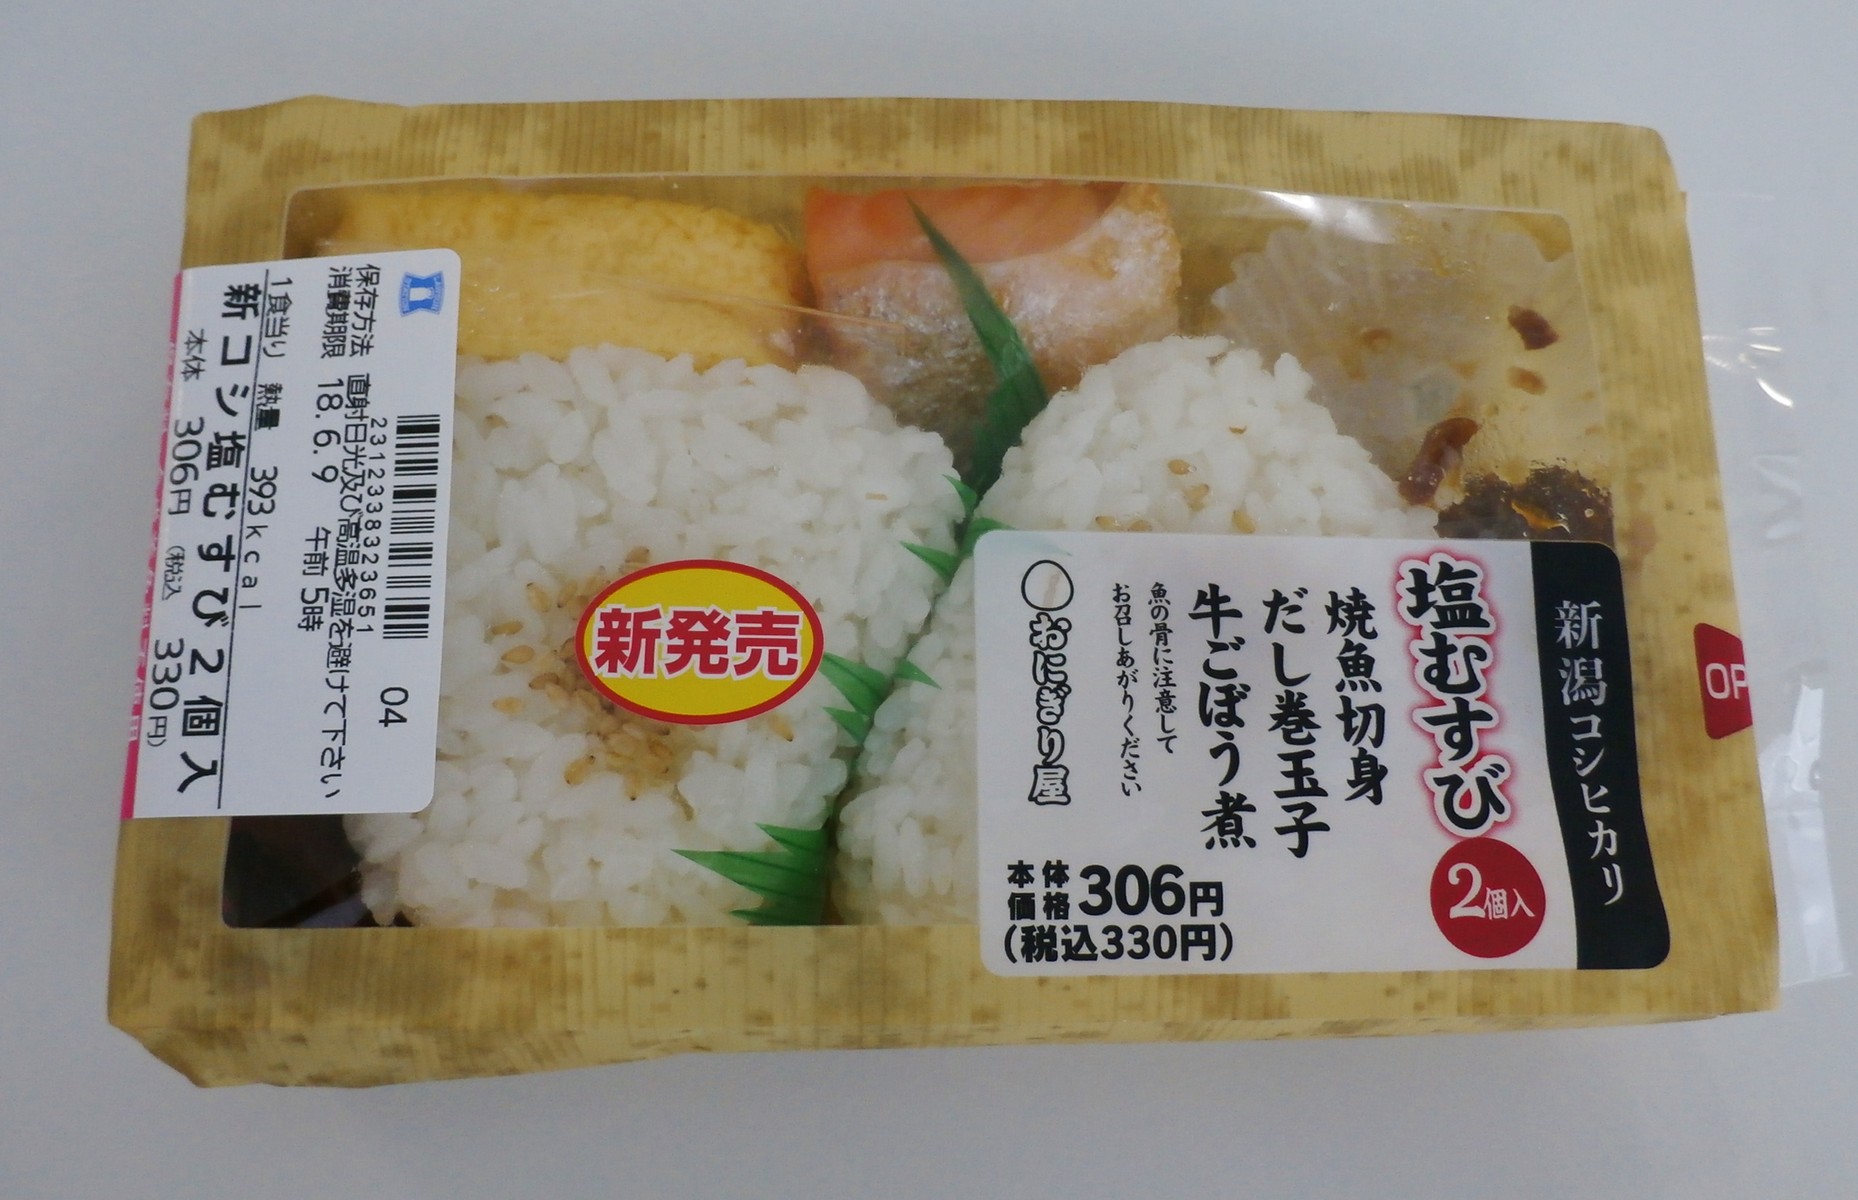 新潟コシヒカリ
塩むすび
2個入
焼魚切身
だし巻玉子
牛ごぼう煮
魚の骨に注意して
お召しあがりください
おにぎり屋
本体価格306円
(税込330円)
新発売
OP
04
2312338323651
保存方法 直射日光及び高温多湿を避けて下さい
消費期限 18.6.9 午前5時
1食当り 熱量 393kcal
新コシ塩むすび2個入
本体 306円 (税込 330円)